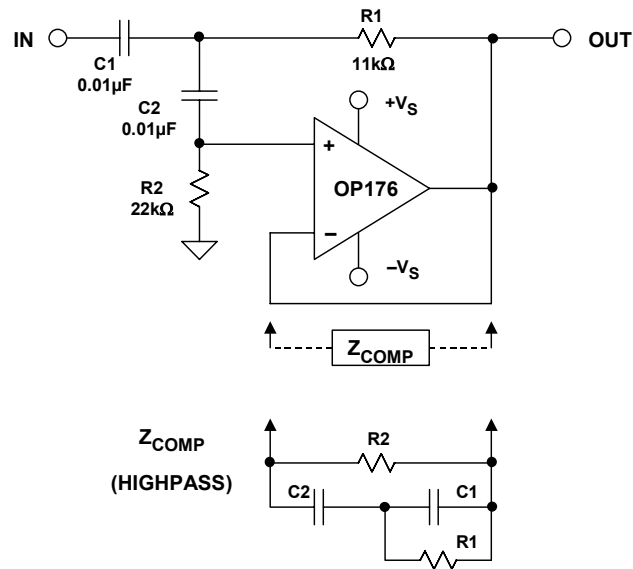 IN
C1
0.01µF
R1
11kΩ
OUT
C2
0.01µF
+VS
+
OP176
−
R2
22kΩ
−VS
ZCOMP
ZCOMP
(HIGHPASS)
R2
C2
C1
R1